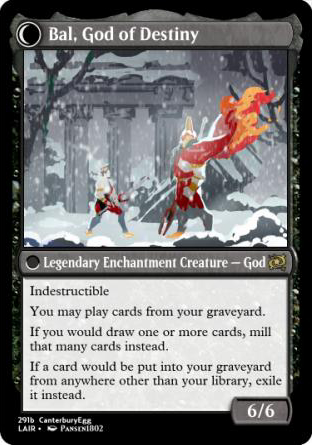 Bal, God of Destiny
Legendary Enchantment Creature — God
Indestructible
You may play cards from your graveyard.
If you would draw one or more cards, mill
that many cards instead.
If a card would be put into your graveyard
from anywhere other than your library, exile
it instead.
6/6
291b CanterburyEgg
LAIR • PANSEN1802